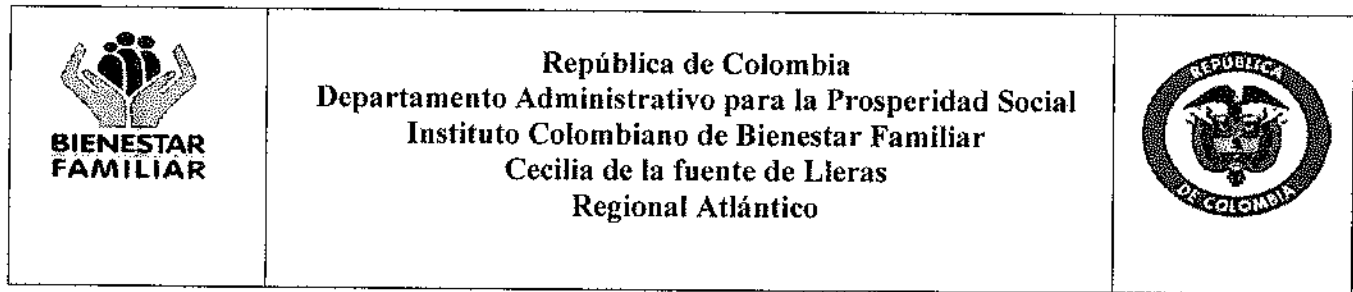 BIENESTAR
FAMILIAR
República de Colombia
Departamento Administrativo para la Prosperidad Social
Instituto Colombiano de Bienestar Familiar
Cecilia de la fuente de Lleras
Regional Atlántico
REPÚBLICA
DE COLOMBIA